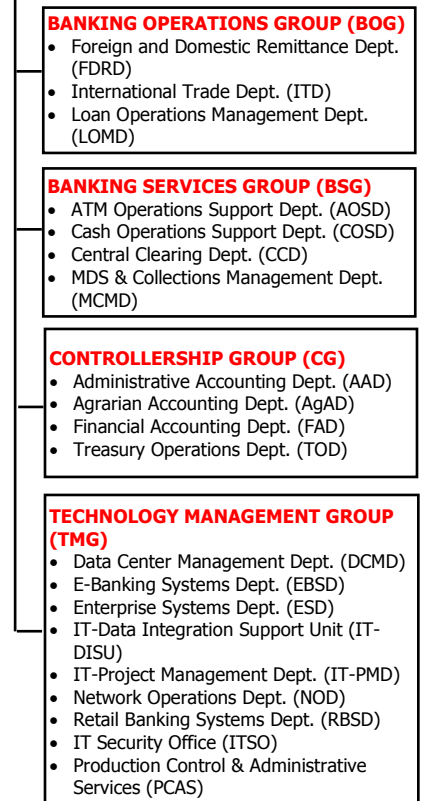 BANKING OPERATIONS GROUP (BOG)
• Foreign and Domestic Remittance Dept.
(FDRD)
• International Trade Dept. (ITD)
• Loan Operations Management Dept.
(LOMD)
BANKING SERVICES GROUP (BSG)
• ATM Operations Support Dept. (AOSD)
• Cash Operations Support Dept. (COSD)
• Central Clearing Dept. (CCD)
• MDS & Collections Management Dept.
(MCMD)
CONTROLLERSHIP GROUP (CG)
• Administrative Accounting Dept. (AAD)
• Agrarian Accounting Dept. (AgAD)
• Financial Accounting Dept. (FAD)
• Treasury Operations Dept. (TOD)
TECHNOLOGY MANAGEMENT GROUP
(TMG)
• Data Center Management Dept. (DCMD)
• E-Banking Systems Dept. (EBSD)
• Enterprise Systems Dept. (ESD)
• IT-Data Integration Support Unit (IT-
DISU)
• IT-Project Management Dept. (IT-PMD)
• Network Operations Dept. (NOD)
• Retail Banking Systems Dept. (RBSD)
• IT Security Office (ITSO)
• Production Control & Administrative
Services (PCAS)